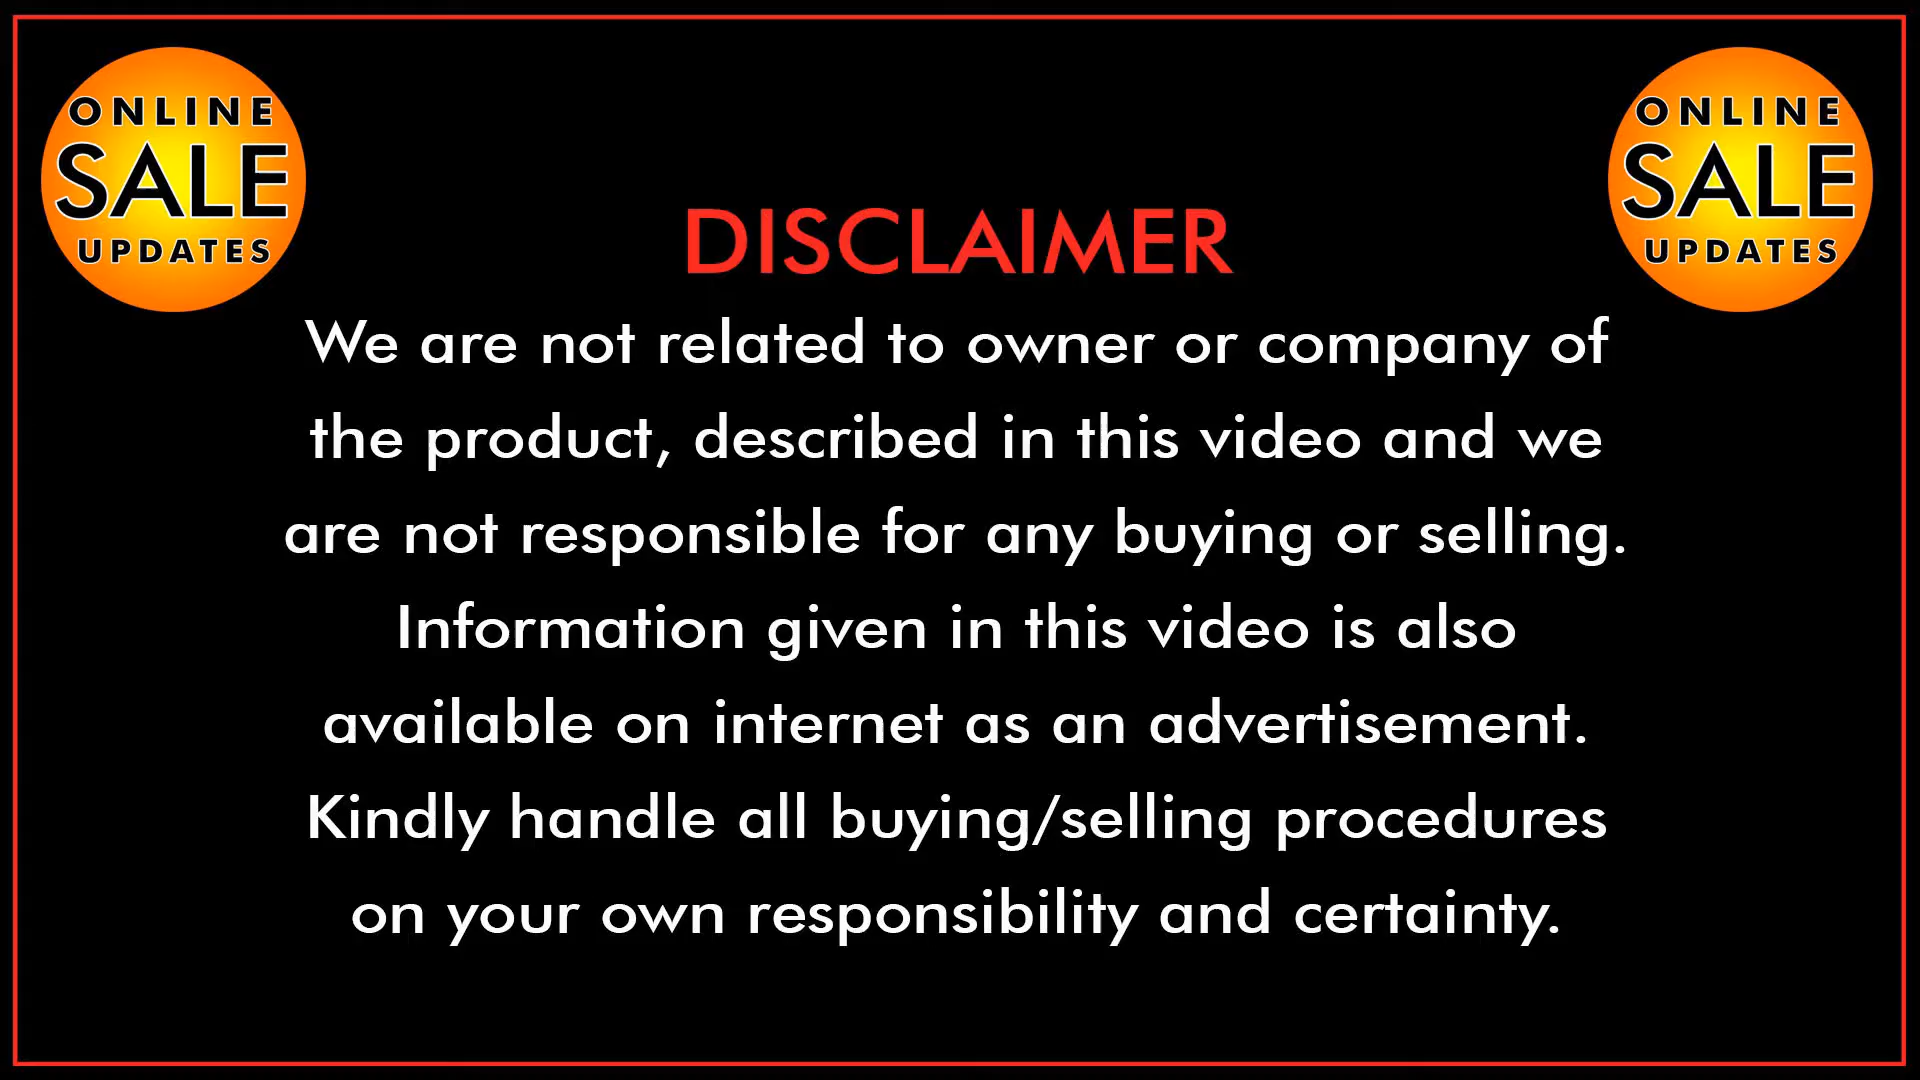 ONLINE
SALE
UPDATES
ONLINE
SALE
UPDATES
DISCLAIMER
We are not related to owner or company of
the product, described in this video and we
are not responsible for any buying or selling.
Information given in this video is also
available on internet as an advertisement.
Kindly handle all buying/selling procedures
on your own responsibility and certainty.